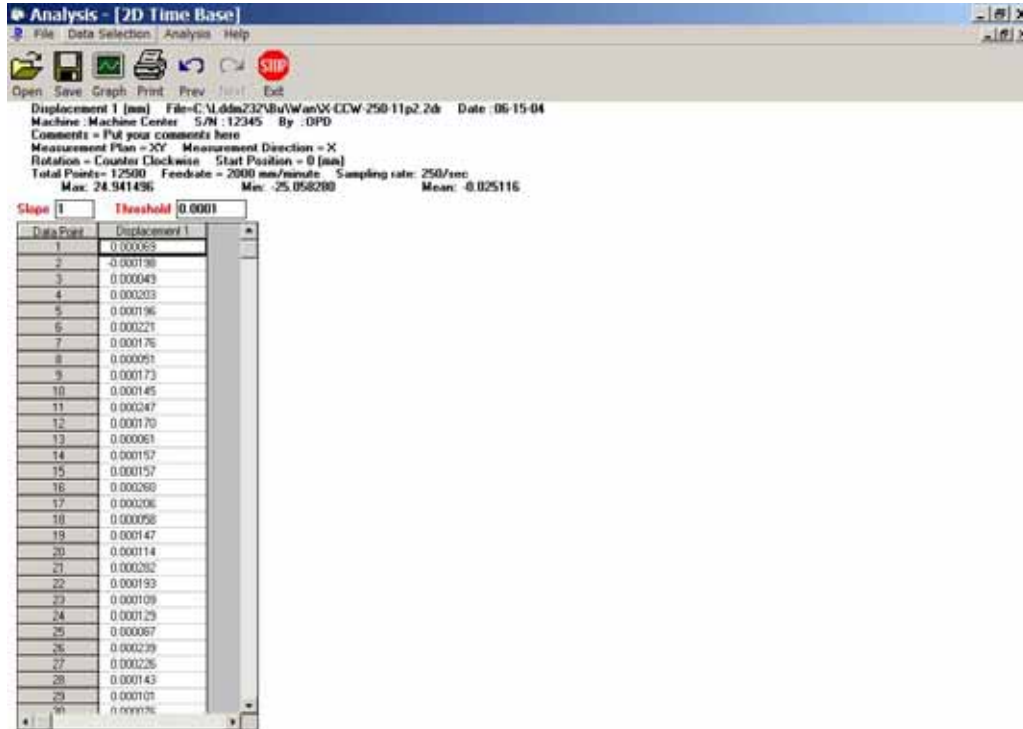 Analysis - [2D Time Base]
File Data Selection Analysis Help
Open Save Graph Print Prev Next Exit
STOP
Displacement 1 (mm) File=C:\Lddm232\Bu\Wan\X-CCW-250-11p2.2dr Date :06-15-04
Machine :Machine Center S/N :12345 By :OPD
Comments = Put your comments here
Measurement Plan = XY Measurement Direction = X
Rotation = Counter Clockwise Start Position = 0 (mm)
Total Points= 12500 Feedrate = 2000 mm/minute Sampling rate: 250/sec
Max: 24.941496 Min: -25.058280 Mean: -0.025116
Slope 1 Threshold 0.0001
Data Point Displacement 1
1 0.000069
2 -0.000198
3 0.000049
4 0.000203
5 0.000196
6 0.000221
7 0.000176
8 0.000051
9 0.000173
10 0.000145
11 0.000247
12 0.000170
13 0.000061
14 0.000157
15 0.000157
16 0.000260
17 0.000206
18 0.000058
19 0.000147
20 0.000114
21 0.000282
22 0.000193
23 0.000109
24 0.000129
25 0.000067
26 0.000239
27 0.000226
28 0.000143
29 0.000101
30